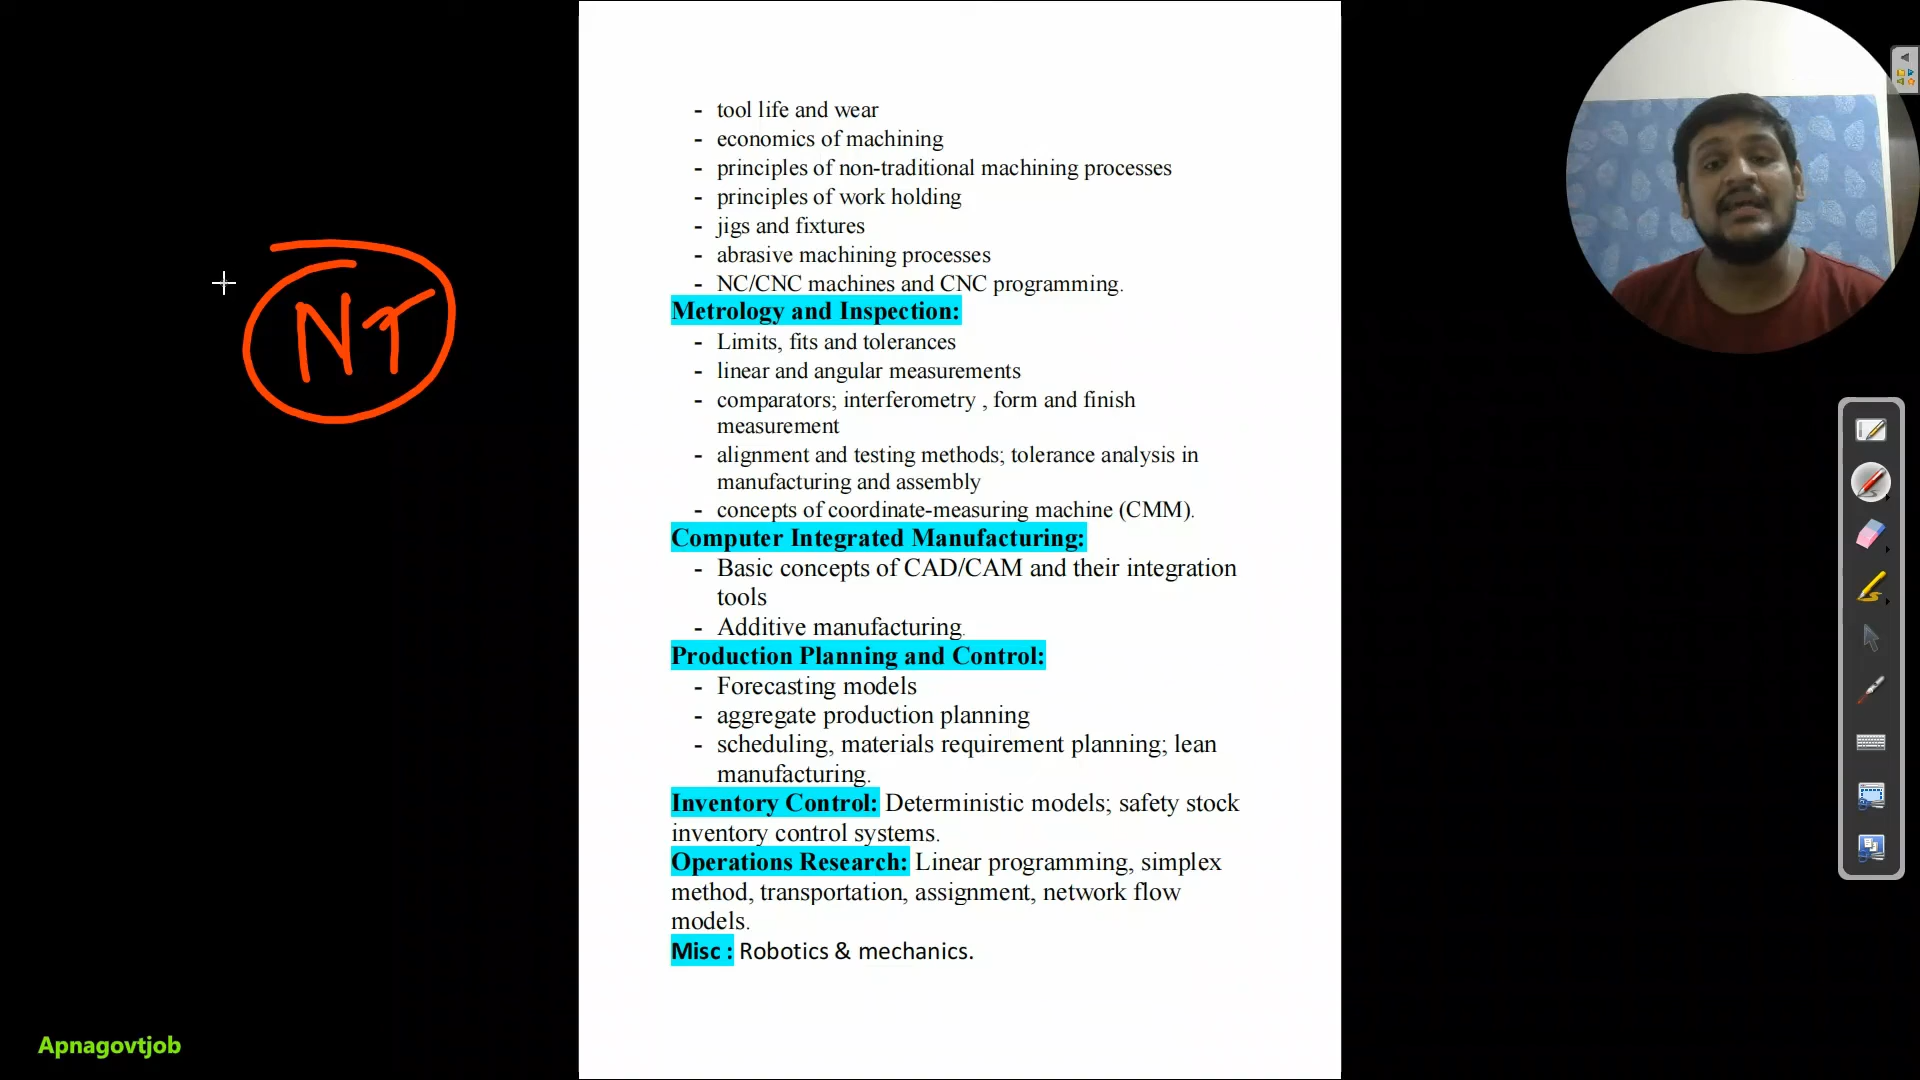 - tool life and wear
- economics of machining
- principles of non-traditional machining processes
- principles of work holding
- jigs and fixtures
- abrasive machining processes
- NC/CNC machines and CNC programming.
Metrology and Inspection:
- Limits, fits and tolerances
- linear and angular measurements
- comparators; interferometry , form and finish
measurement
- alignment and testing methods; tolerance analysis in
manufacturing and assembly
- concepts of coordinate-measuring machine (CMM).
Computer Integrated Manufacturing:
- Basic concepts of CAD/CAM and their integration
tools
- Additive manufacturing.
Production Planning and Control:
- Forecasting models
- aggregate production planning
- scheduling, materials requirement planning; lean
manufacturing.
Inventory Control: Deterministic models; safety stock
inventory control systems.
Operations Research: Linear programming, simplex
method, transportation, assignment, network flow
models.
Misc : Robotics & mechanics.
NT
Apnagovtjob